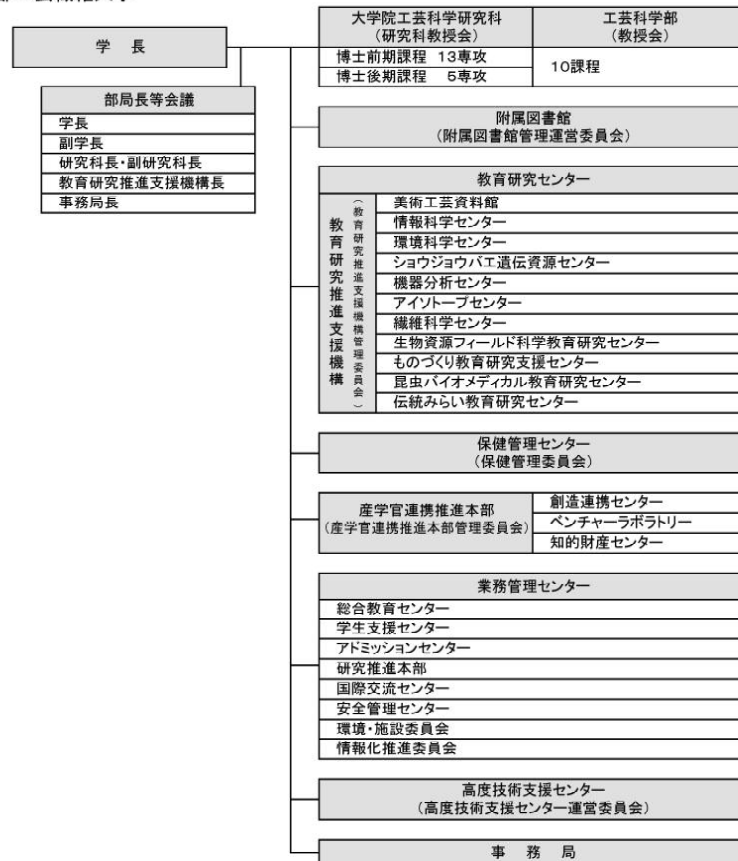 学 長
部局長等会議
学長
副学長
研究科長・副研究科長
教育研究推進支援機構長
事務局長
大学院工芸科学研究科
(研究科教授会)
工芸科学部
(教授会)
博士前期課程 13専攻
博士後期課程 5専攻
10課程
附属図書館
(附属図書館管理運営委員会)
教育研究センター
教育研究推進支援機構
(教育研究推進支援機構管理委員会)
美術工芸資料館
情報科学センター
環境科学センター
ショウジョウバエ遺伝資源センター
機器分析センター
アイソトープセンター
繊維科学センター
生物資源フィールド科学教育研究センター
ものづくり教育研究支援センター
昆虫バイオメディカル教育研究センター
伝統みらい教育研究センター
保健管理センター
(保健管理委員会)
産学官連携推進本部
(産学官連携推進本部管理委員会)
創造連携センター
ベンチャーラボラトリー
知的財産センター
業務管理センター
総合教育センター
学生支援センター
アドミッションセンター
研究推進本部
国際交流センター
安全管理センター
環境・施設委員会
情報化推進委員会
高度技術支援センター
(高度技術支援センター運営委員会)
事 務 局